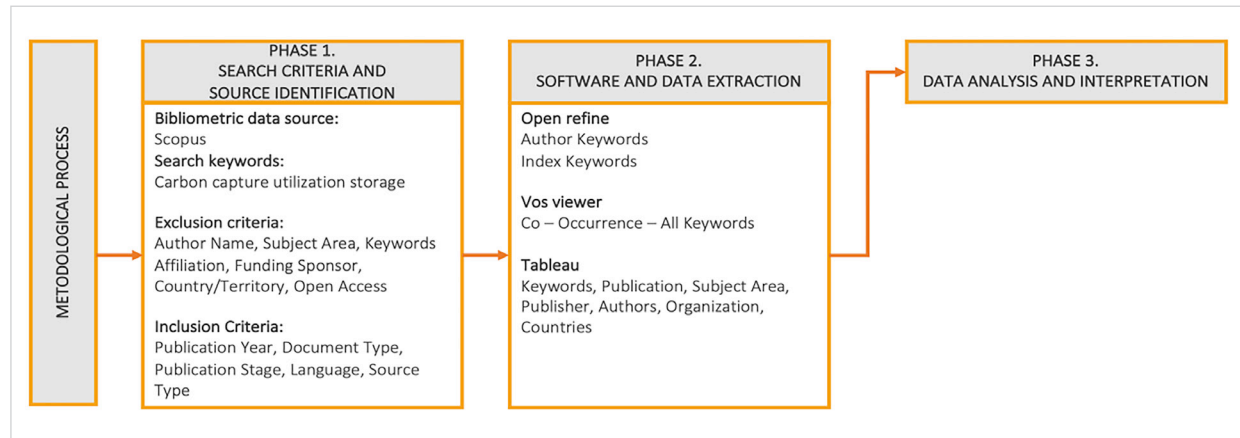 METODOLOGICAL PROCESS
PHASE 1.
SEARCH CRITERIA AND
SOURCE IDENTIFICATION
Bibliometric data source:
Scopus
Search keywords:
Carbon capture utilization storage
Exclusion criteria:
Author Name, Subject Area, Keywords
Affiliation, Funding Sponsor,
Country/Territory, Open Access
Inclusion Criteria:
Publication Year, Document Type,
Publication Stage, Language, Source
Type
PHASE 2.
SOFTWARE AND DATA EXTRACTION
Open refine
Author Keywords
Index Keywords
Vos viewer
Co – Occurrence – All Keywords
Tableau
Keywords, Publication, Subject Area,
Publisher, Authors, Organization,
Countries
PHASE 3.
DATA ANALYSIS AND INTERPRETATION